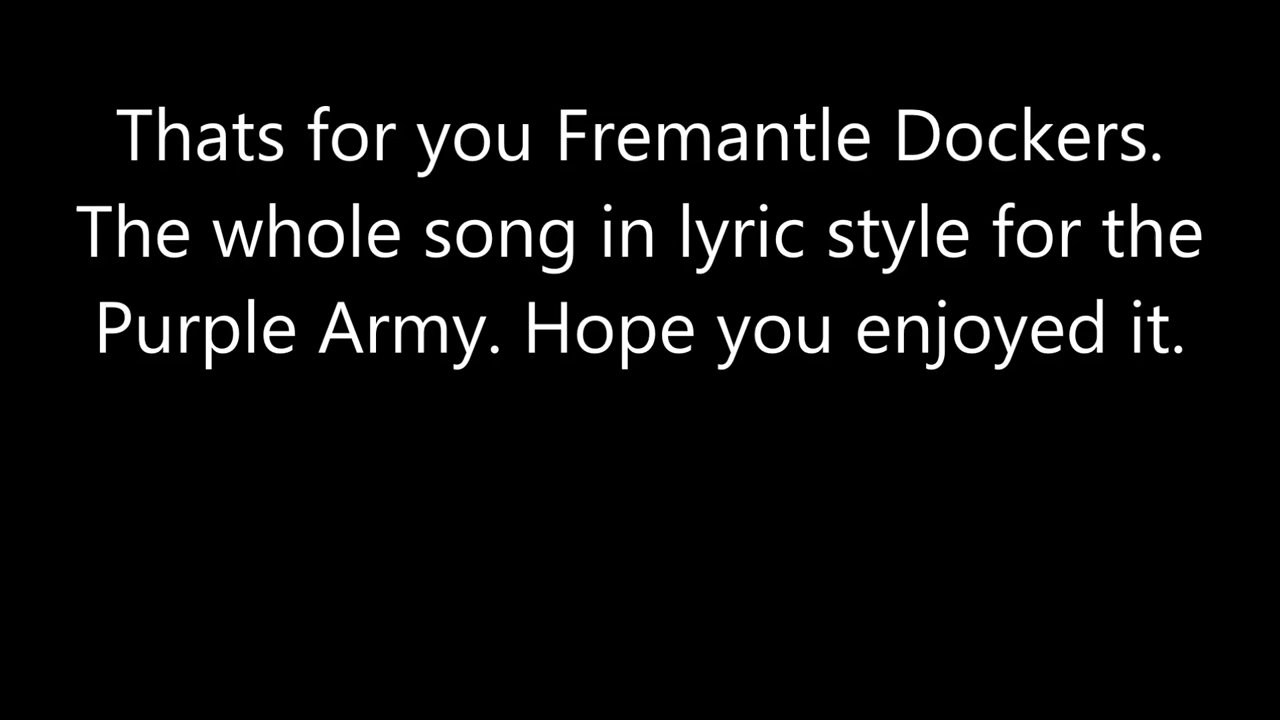 Thats for you Fremantle Dockers.
The whole song in lyric style for the
Purple Army. Hope you enjoyed it.